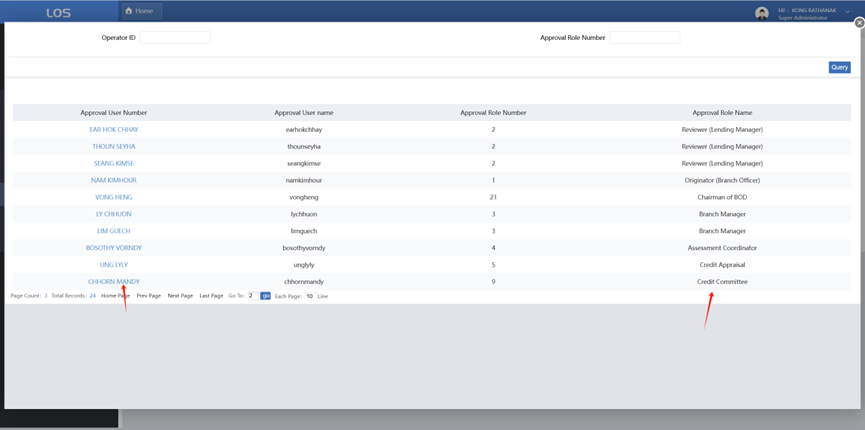 LOS Home Hi! : KONG RATHANAK
Super Administrator
Operator ID Approval Role Number
Query
Approval User Number Approval User name Approval Role Number Approval Role Name
EAR HOK CHHAY earhokchhay 2 Reviewer (Lending Manager)
THOUN SEYHA thounseyha 2 Reviewer (Lending Manager)
SEANG KIMSE seangkimse 2 Reviewer (Lending Manager)
NAM KIMHOUR namkimhour 1 Originator (Branch Officer)
VONG HENG vongheng 21 Chairman of BOD
LY CHHUON lychhuon 3 Branch Manager
LIM GUECH limguech 3 Branch Manager
BOSOTHY VORNDY bosothyvorndy 4 Assessment Coordinator
UNG LYLY unglyly 5 Credit Appraisal
CHHORN MANDY chhornmandy 9 Credit Committee
Page Count: 3 Total Records: 24 Home Page Prev Page Next Page Last Page Go To: 2 go Each Page: 10 Line